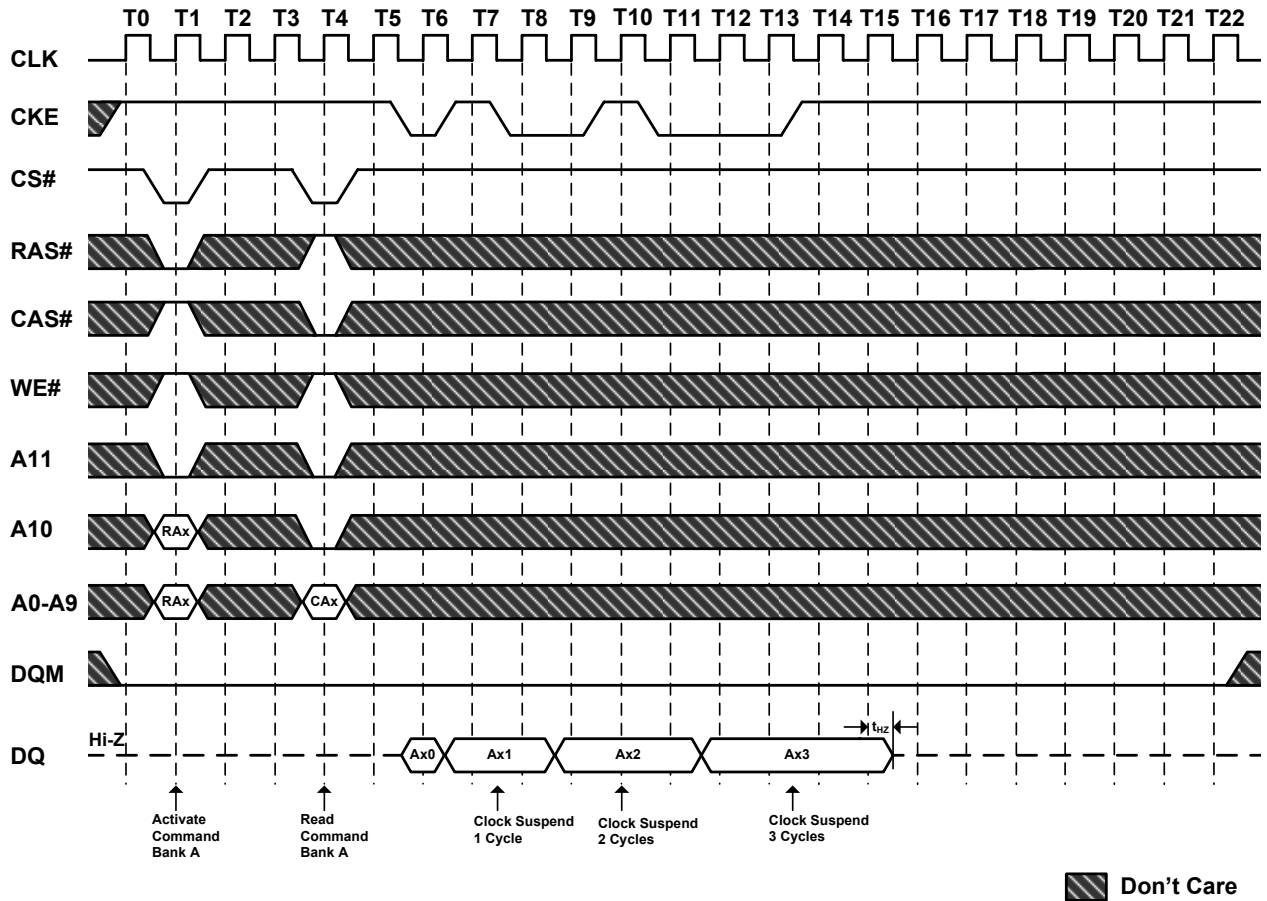 T0 T1 T2 T3 T4 T5 T6 T7 T8 T9 T10 T11 T12 T13 T14 T15 T16 T17 T18 T19 T20 T21 T22
CLK
CKE
CS#
RAS#
CAS#
WE#
A11
A10 RAx
A0-A9 RAx CAx
DQM
tHZ
Hi-Z
DQ Ax0 Ax1 Ax2 Ax3
Activate
Command
Bank A
Read
Command
Bank A
Clock Suspend
1 Cycle
Clock Suspend
2 Cycles
Clock Suspend
3 Cycles
Don't Care